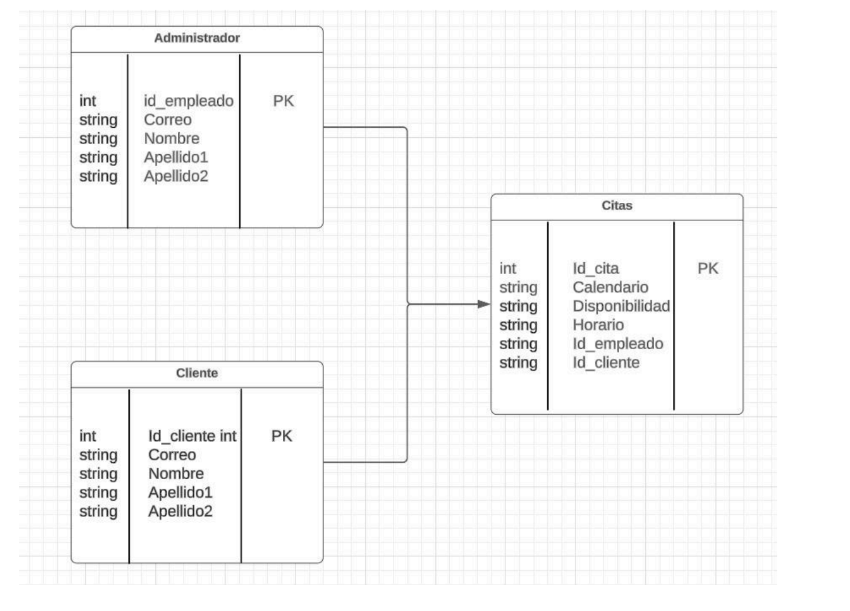 Administrador
int id_empleado PK
string Correo
string Nombre
string Apellido1
string Apellido2
Citas
int Id_cita PK
string Calendario
string Disponibilidad
string Horario
string Id_empleado
string Id_cliente
Cliente
int Id_cliente int PK
string Correo
string Nombre
string Apellido1
string Apellido2